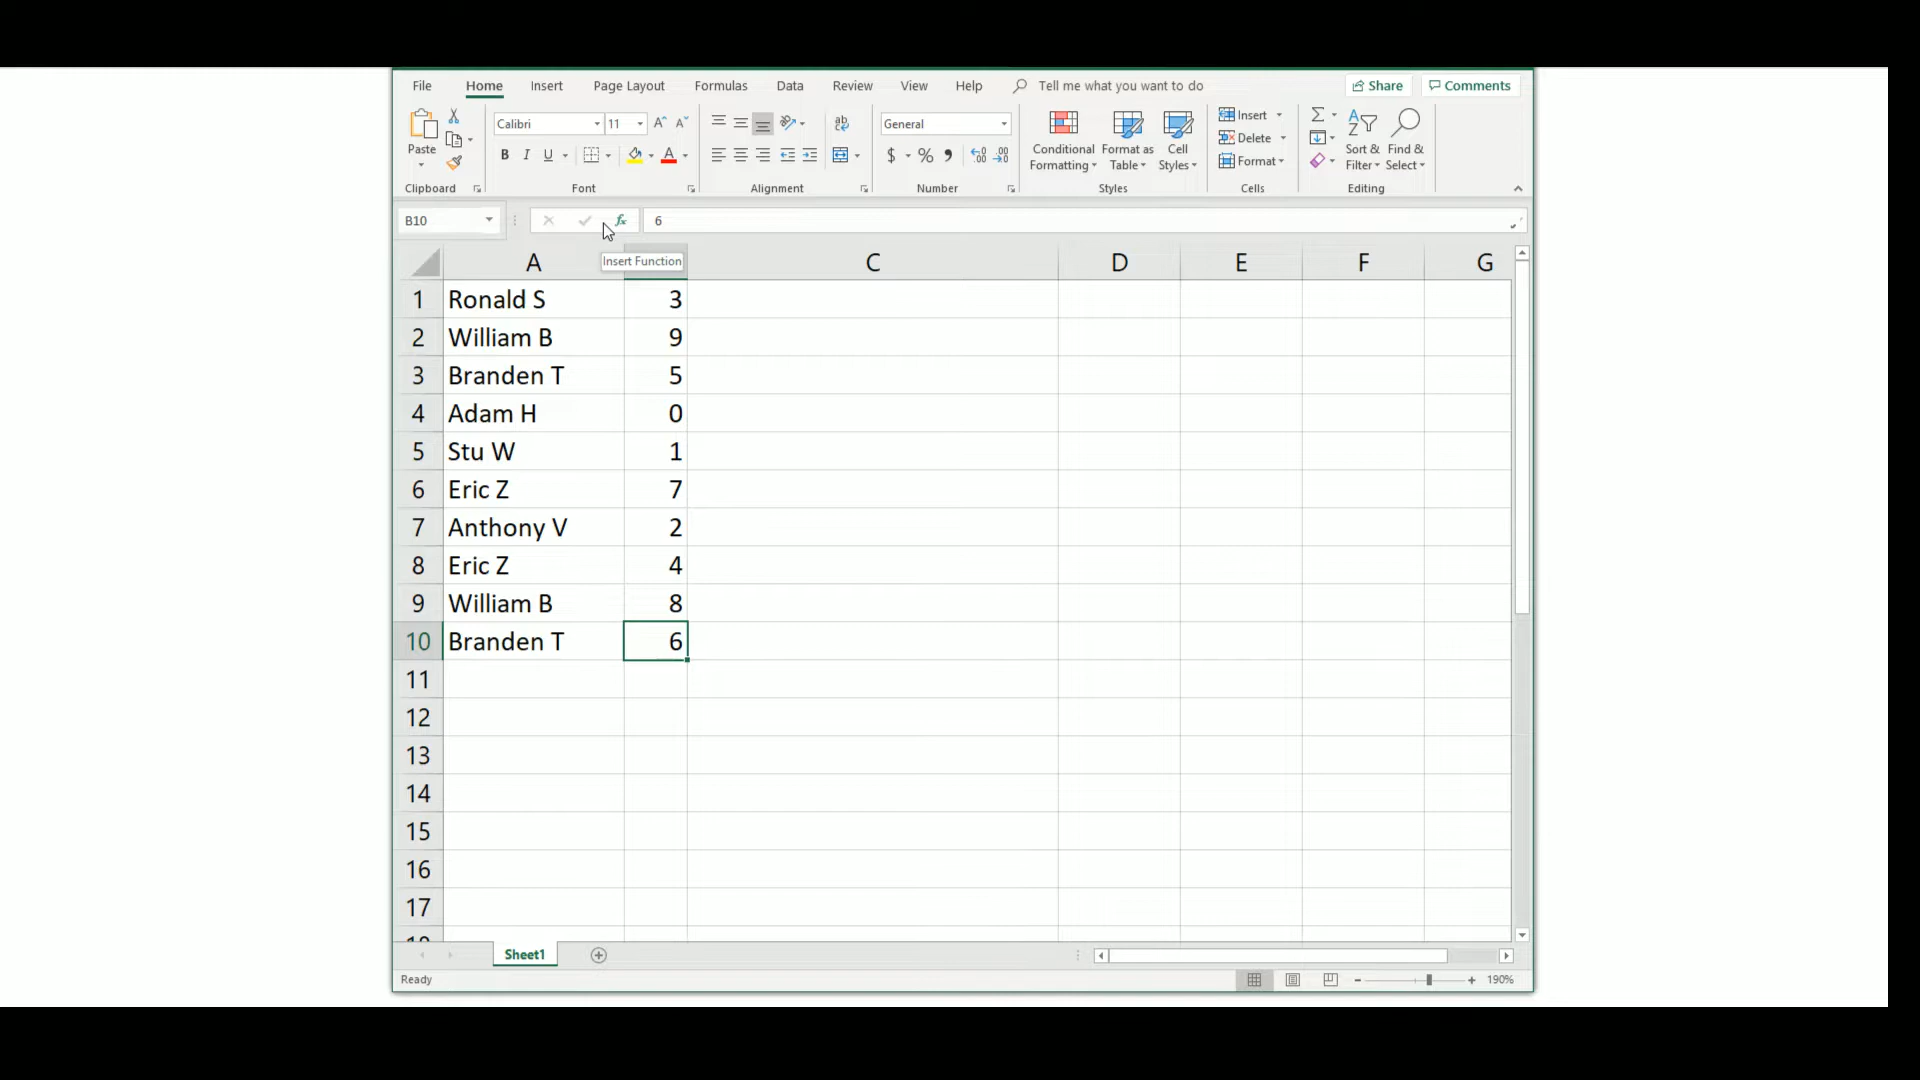 File Home Insert Page Layout Formulas Data Review View Help Tell me what you want to do Share Comments
Calibri 11 General Insert
Paste B I U $ % Conditional Formatting Format as Table Cell Styles Delete Sort & Filter Find & Select
Format
Clipboard Font Alignment Number Styles Cells Editing
B10 fx 6
Insert Function
A C D E F G
1 Ronald S 3
2 William B 9
3 Branden T 5
4 Adam H 0
5 Stu W 1
6 Eric Z 7
7 Anthony V 2
8 Eric Z 4
9 William B 8
10 Branden T 6
11
12
13
14
15
16
17
Sheet1
Ready 190%